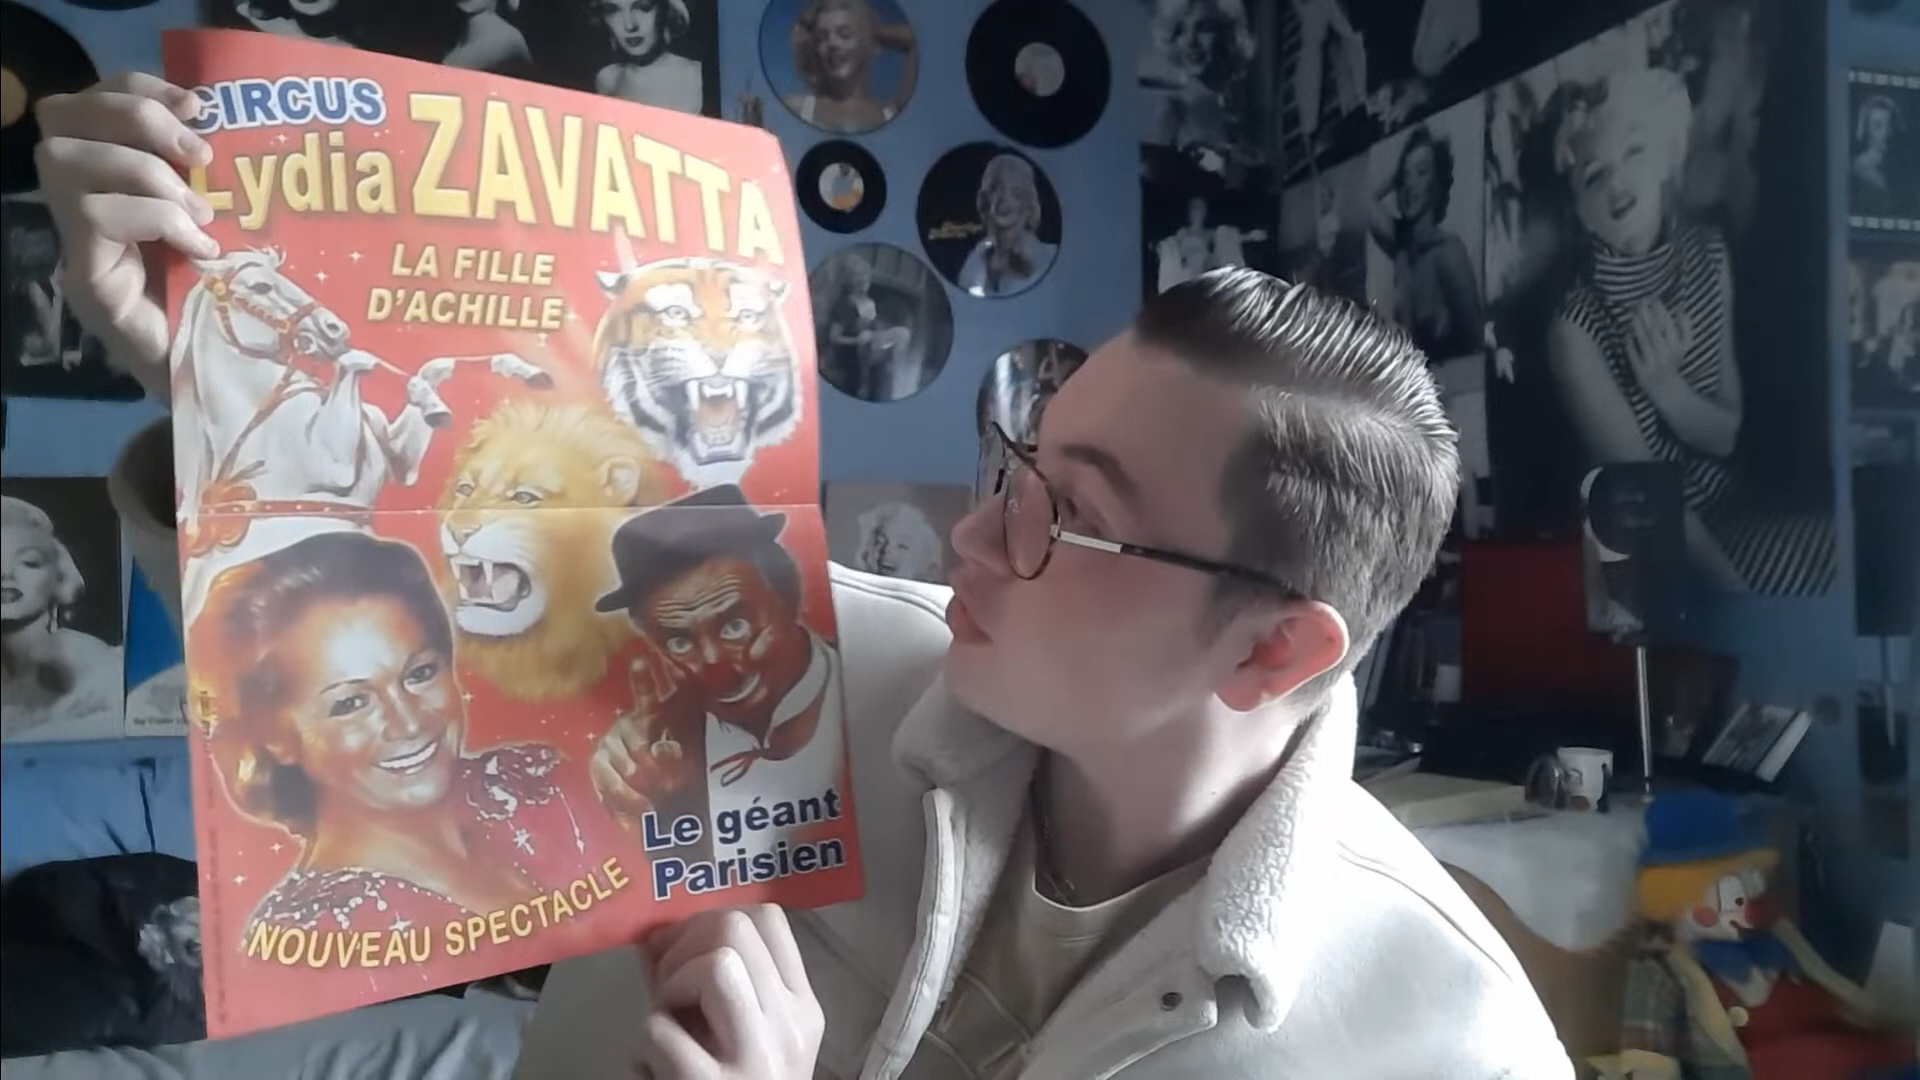 CIRCUS
Lydia ZAVATTA
LA FILLE
D'ACHILLE
Le géant
Parisien
NOUVEAU SPECTACLE